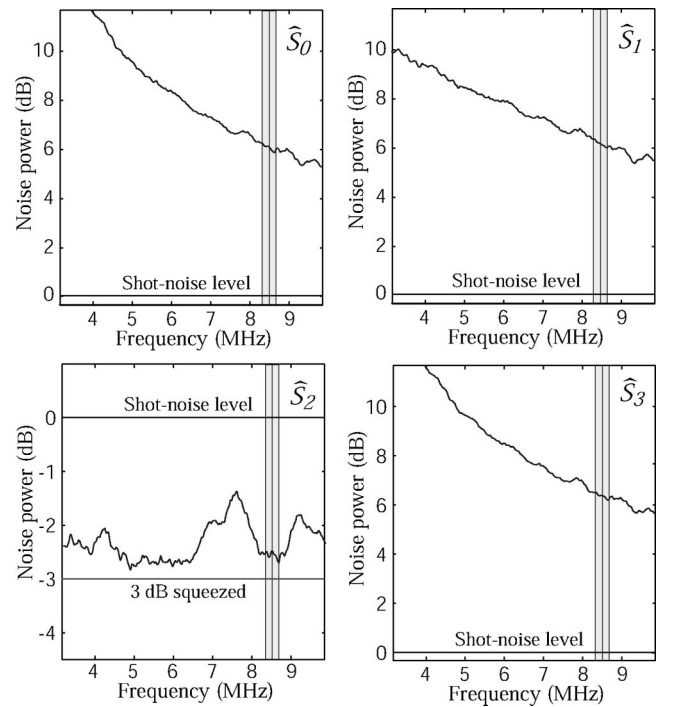 Ŝ0
Noise power (dB)
10
8
6
4
2
0
Shot-noise level
4 5 6 7 8 9
Frequency (MHz)
Ŝ1
Noise power (dB)
10
8
6
4
2
0
Shot-noise level
4 5 6 7 8 9
Frequency (MHz)
Ŝ2
Noise power (dB)
0
-1
-2
-3
-4
Shot-noise level
3 dB squeezed
4 5 6 7 8 9
Frequency (MHz)
Ŝ3
Noise power (dB)
10
8
6
4
2
0
Shot-noise level
4 5 6 7 8 9
Frequency (MHz)